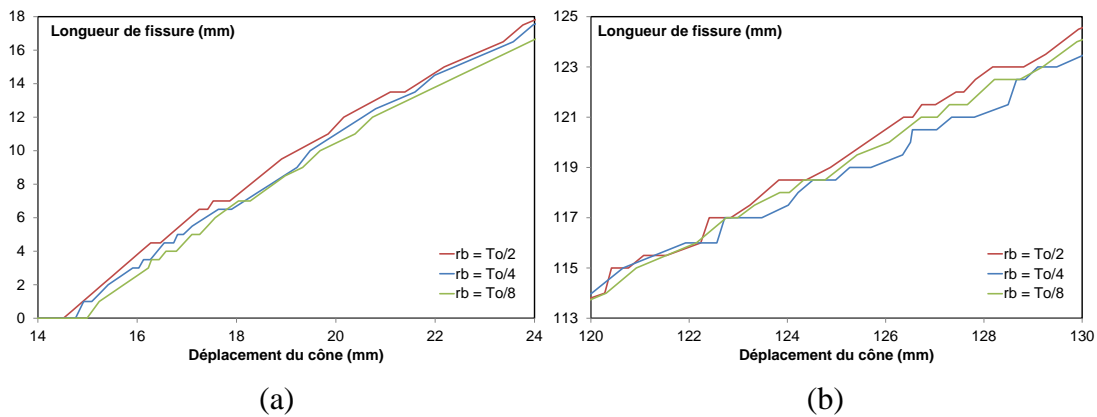 Longueur de fissure (mm)
18
16
14
12
10
8
6
4
2
0
14
16
18
20
22
24
Déplacement du cône (mm)
rb = To/2
rb = To/4
rb = To/8
(a)
Longueur de fissure (mm)
125
123
121
119
117
115
113
120
122
124
126
128
130
Déplacement du cône (mm)
rb = To/2
rb = To/4
rb = To/8
(b)